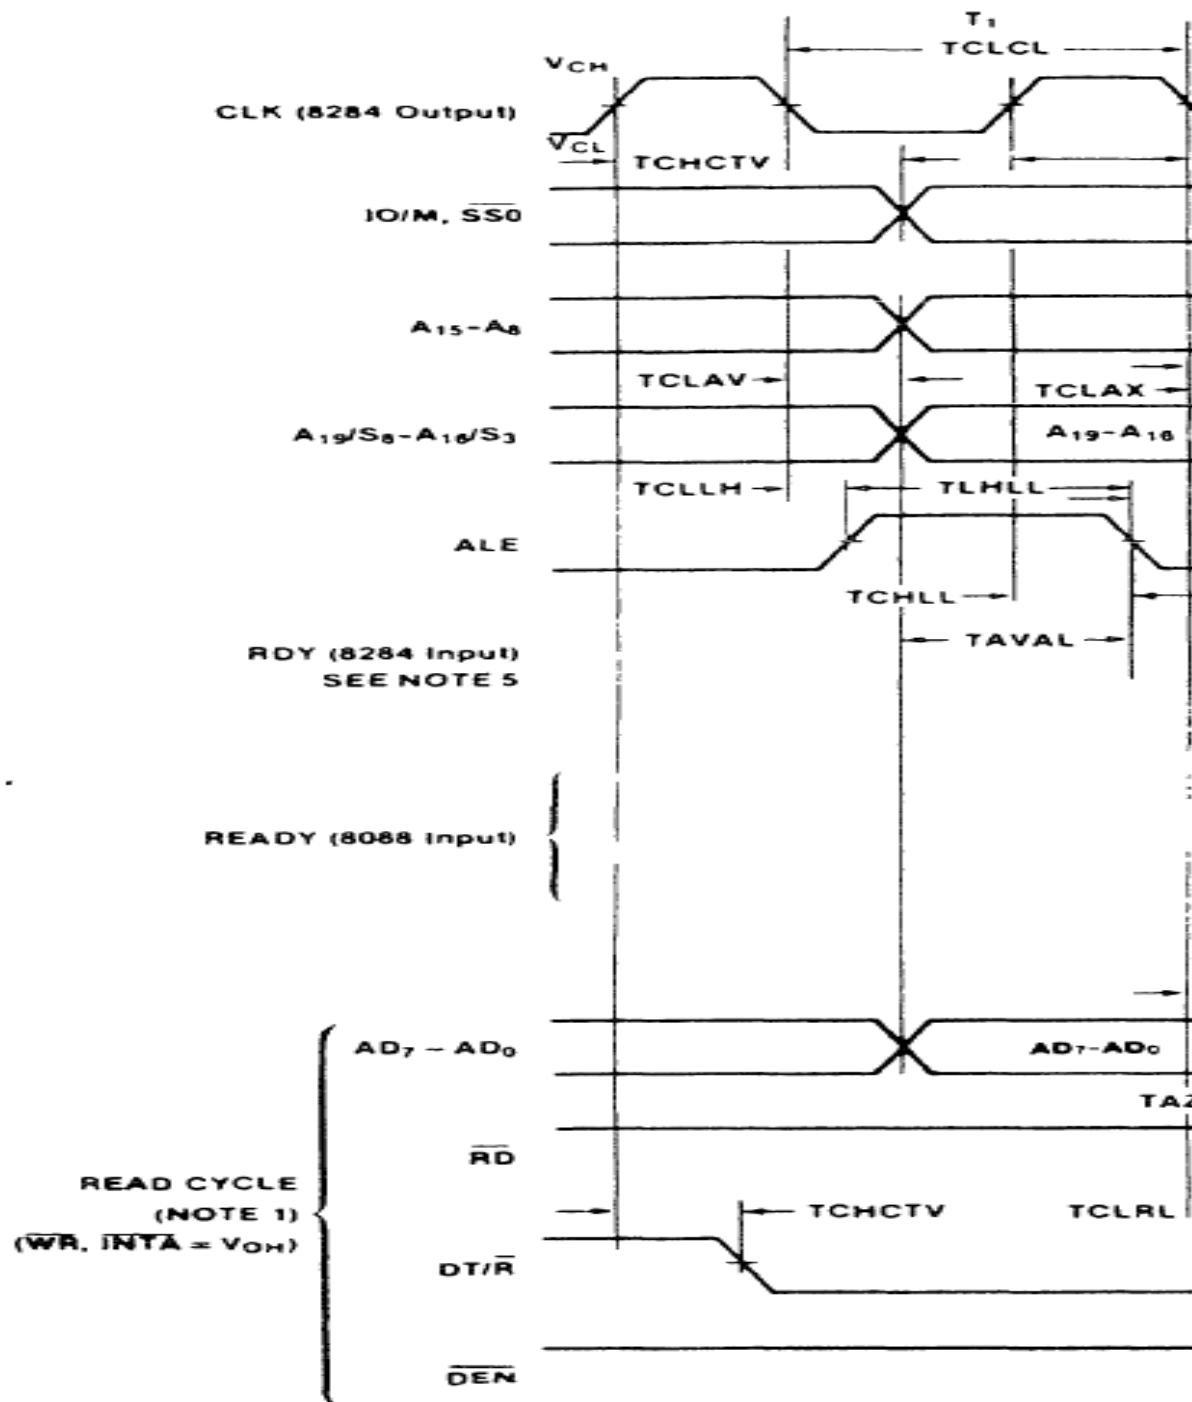 T₁
TCLCL
VCH
CLK (8284 Output)
VCL
TCHCTV
IO/M, SS0
A₁₅-A₈
TCLAV
TCLAX
A₁₉/S₆-A₁₆/S₃
A₁₉-A₁₆
TCLLH
TLHLL
ALE
TCHLL
TAVAL
RDY (8284 Input)
SEE NOTE 5
READY (8088 Input)
AD₇ - AD₀
AD₇-AD₀
TAZ
RD
READ CYCLE
(NOTE 1)
(WR, INTA = VOH)
TCHCTV
TCLRL
DT/R
DEN